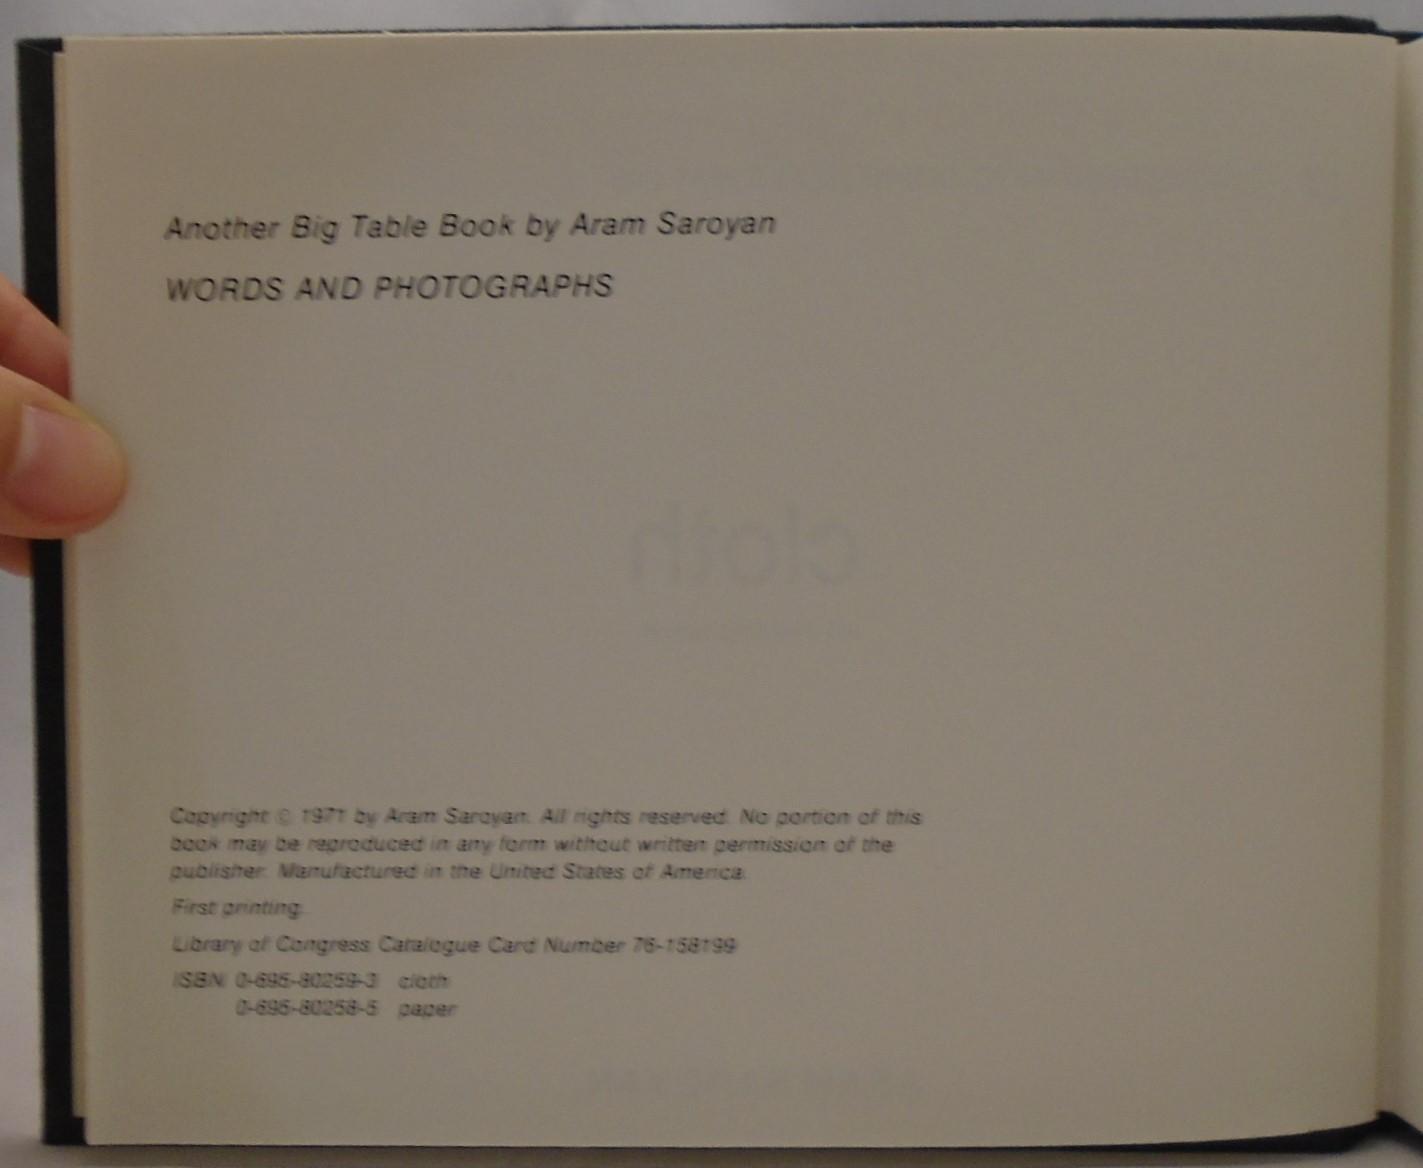 Another Big Table Book by Aram Saroyan
WORDS AND PHOTOGRAPHS
cloth
Copyright © 1971 by Aram Saroyan. All rights reserved. No portion of this
book may be reproduced in any form without written permission of the
publisher. Manufactured in the United States of America.
First printing.
Library of Congress Catalogue Card Number 76-158199
ISBN 0-695-80259-3 cloth
0-695-80258-5 paper